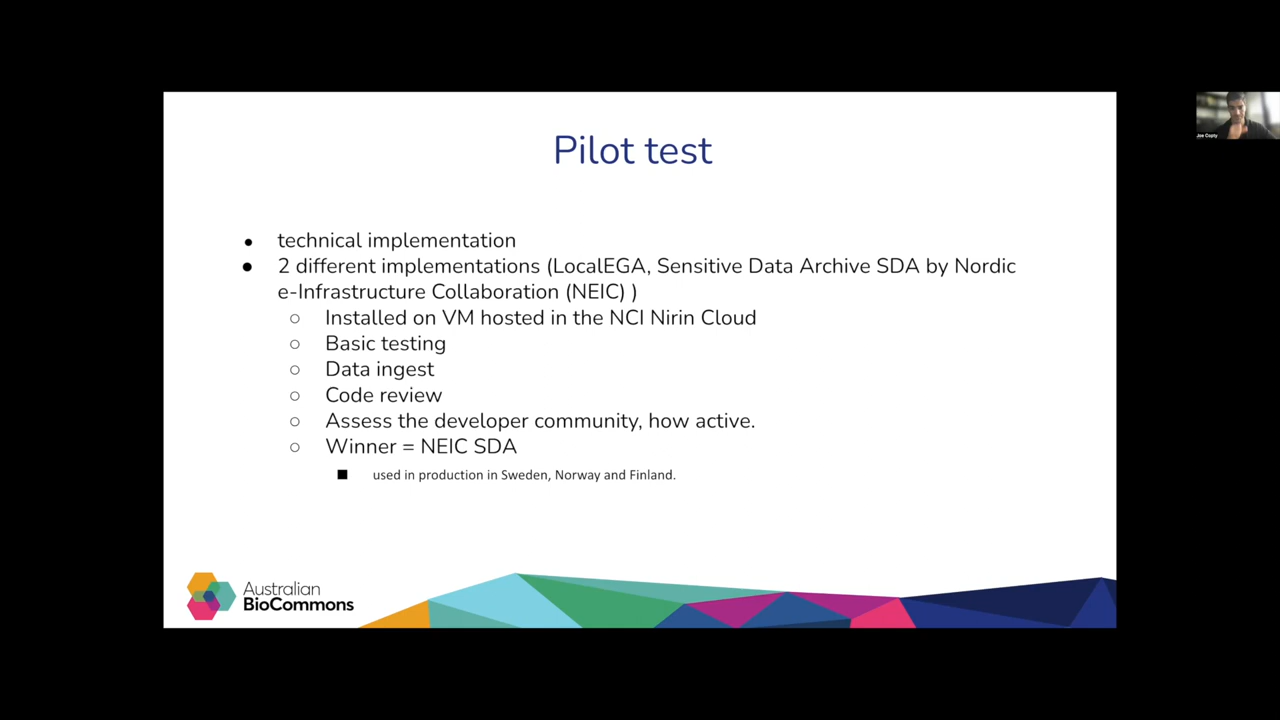 Pilot test
● technical implementation
● 2 different implementations (LocalEGA, Sensitive Data Archive SDA by Nordic
e-Infrastructure Collaboration (NEIC) )
○ Installed on VM hosted in the NCI Nirin Cloud
○ Basic testing
○ Data ingest
○ Code review
○ Assess the developer community, how active.
○ Winner = NEIC SDA
■ used in production in Sweden, Norway and Finland.
Australian
BioCommons
Joe Copty